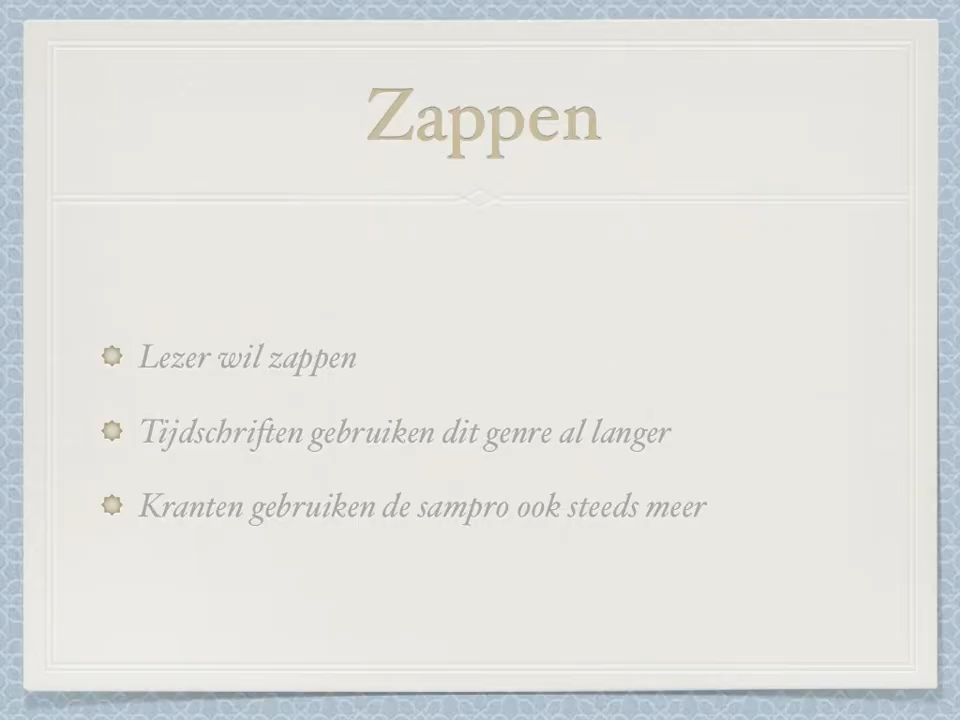 Zappen
Lezer wil zappen
Tijdschriften gebruiken dit genre al langer
Kranten gebruiken de sampro ook steeds meer